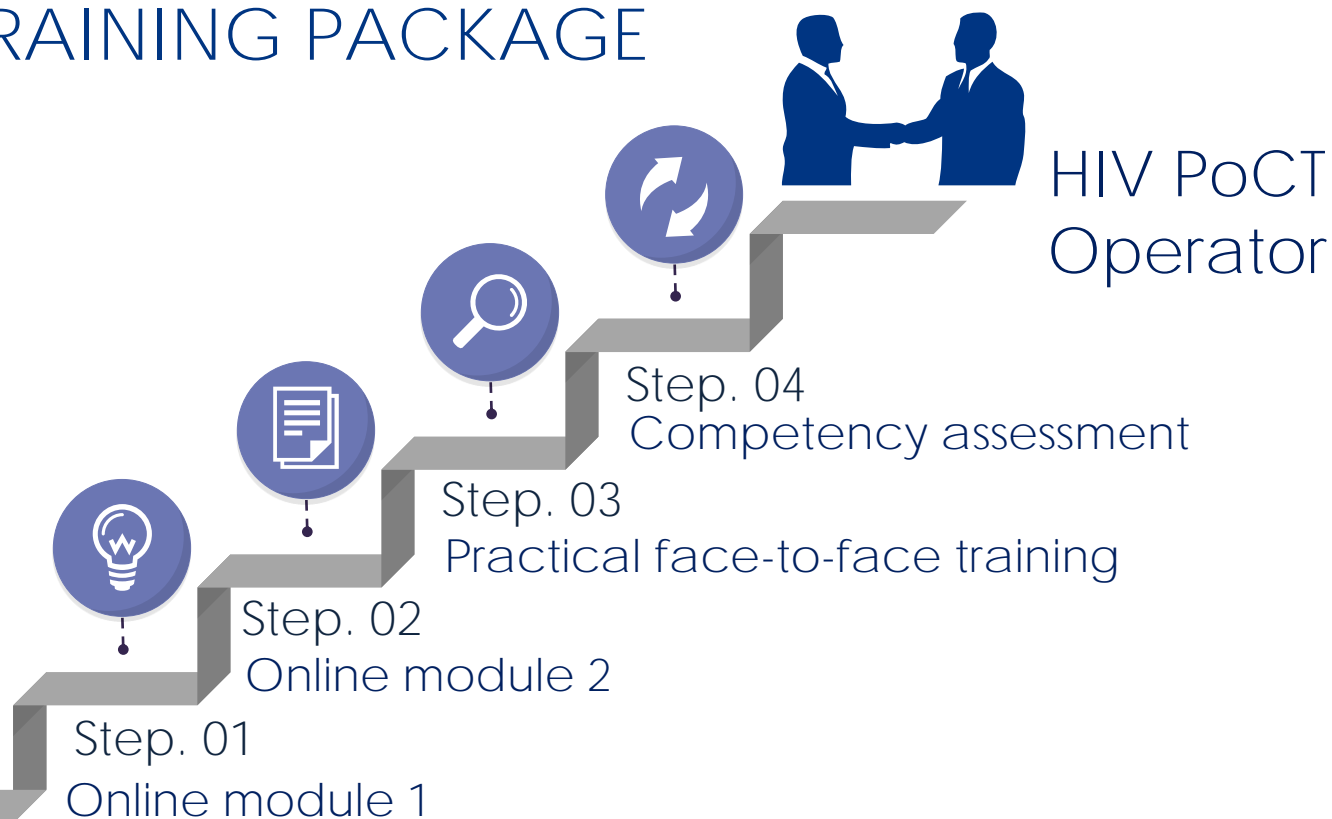 RAINING PACKAGE
HIV PoCT
Operator
Step. 04
Competency assessment
Step. 03
Practical face-to-face training
Step. 02
Online module 2
Step. 01
Online module 1